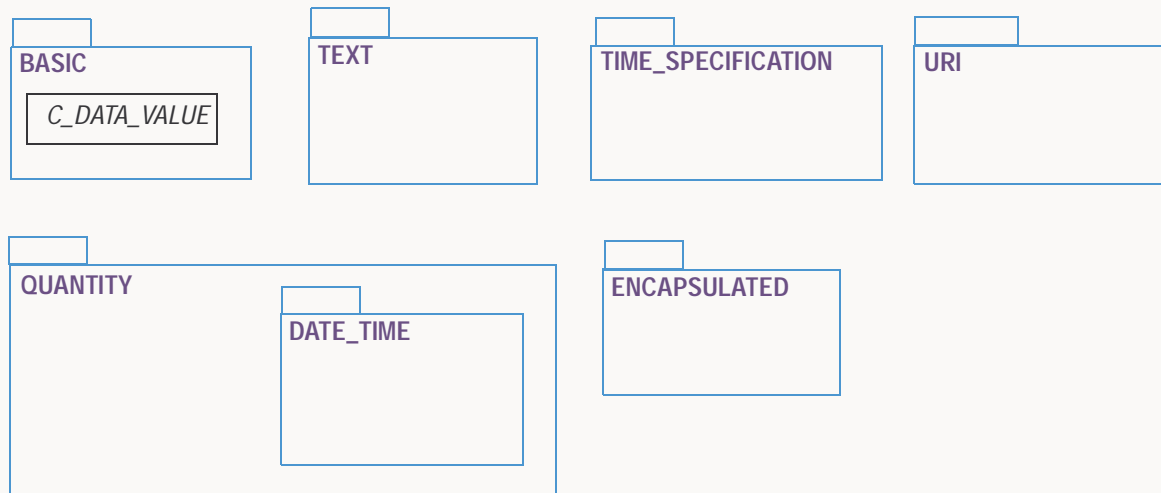 BASIC
C_DATA_VALUE
TEXT
TIME_SPECIFICATION
URI
QUANTITY
DATE_TIME
ENCAPSULATED